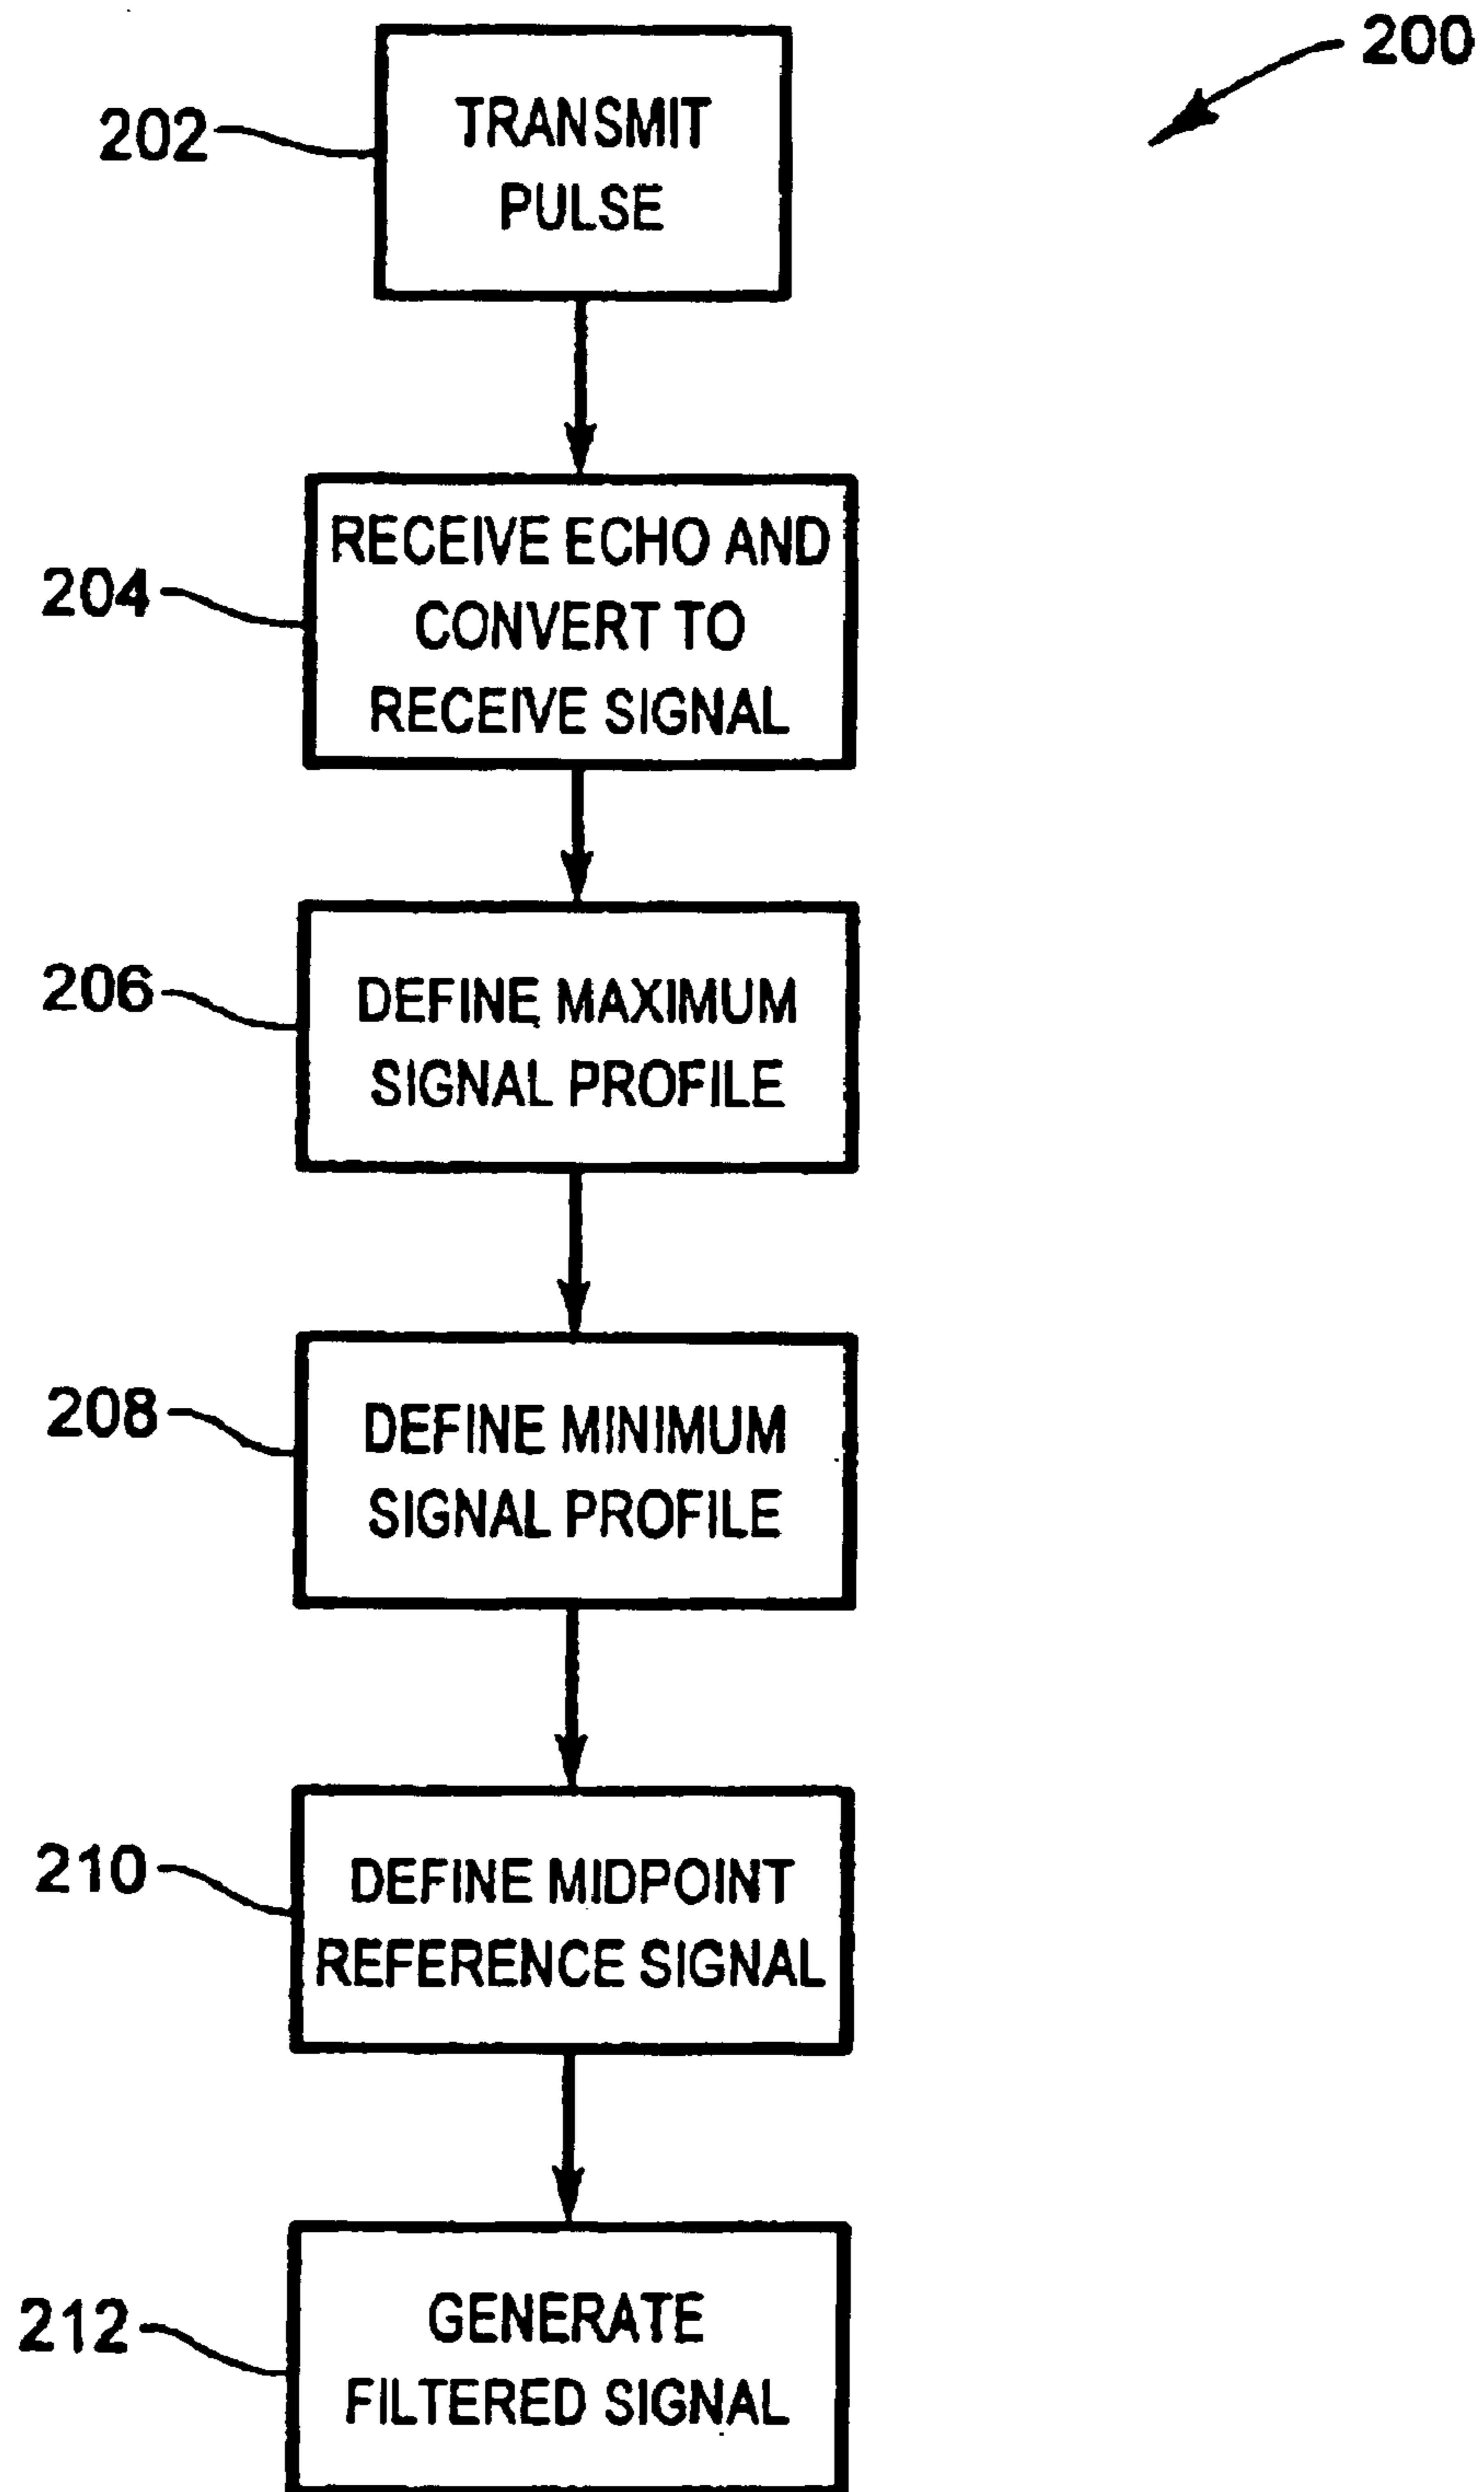 200
202
TRANSMIT
PULSE
204
RECEIVE ECHO AND
CONVERT TO
RECEIVE SIGNAL
206
DEFINE MAXIMUM
SIGNAL PROFILE
208
DEFINE MINIMUM
SIGNAL PROFILE
210
DEFINE MIDPOINT
REFERENCE SIGNAL
212
GENERATE
FILTERED SIGNAL